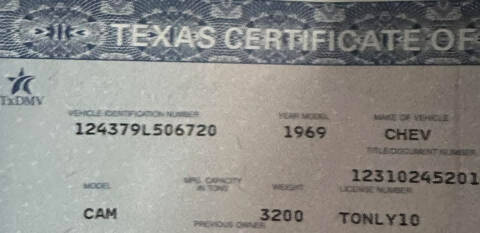 TEXAS CERTIFICATE OF
TxDMV
VEHICLE IDENTIFICATION NUMBER YEAR MODEL MAKE OF VEHICLE
124379L506720 1969 CHEV
TITLE/DOCUMENT NUMBER
12310245201
MODEL MFG. CAPACITY IN TONS WEIGHT LICENSE NUMBER
CAM 3200 TONLY10
PREVIOUS OWNER